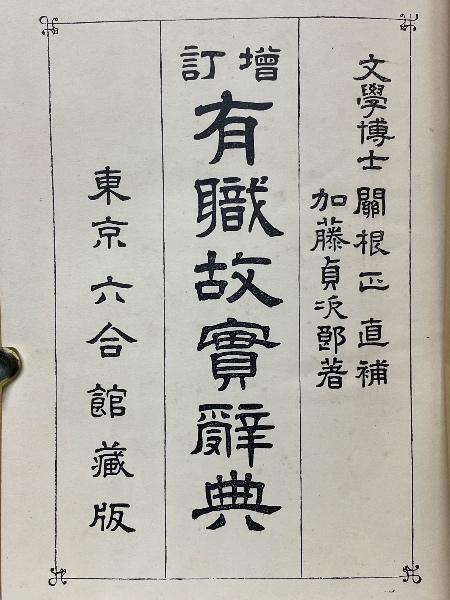 文學博士 關根正直補
加藤貞次郎著
增訂
有職故實辭典
東京六合館藏版